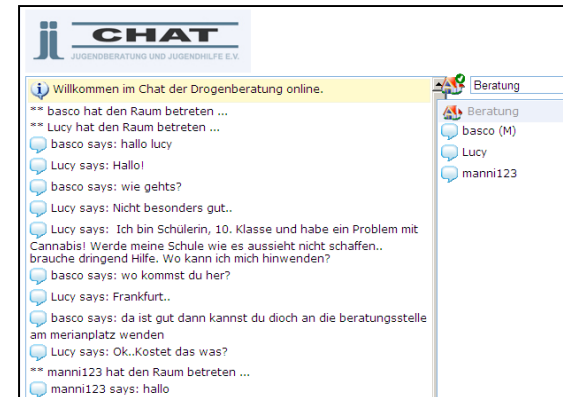 jj CHAT
JUGENDBERATUNG UND JUGENDHILFE E.V.
Willkommen im Chat der Drogenberatung online.
** basco hat den Raum betreten ...
** Lucy hat den Raum betreten ...
basco says: hallo lucy
Lucy says: Hallo!
basco says: wie gehts?
Lucy says: Nicht besonders gut..
Lucy says: Ich bin Schülerin, 10. Klasse und habe ein Problem mit
Cannabis! Werde meine Schule wie es aussieht nicht schaffen..
brauche dringend Hilfe. Wo kann ich mich hinwenden?
basco says: wo kommst du her?
Lucy says: Frankfurt..
basco says: da ist gut dann kannst du dioch an die beratungsstelle
am merianplatz wenden
Lucy says: Ok..Kostet das was?
** manni123 hat den Raum betreten ...
manni123 says: hallo
Beratung
Beratung
basco (M)
Lucy
manni123